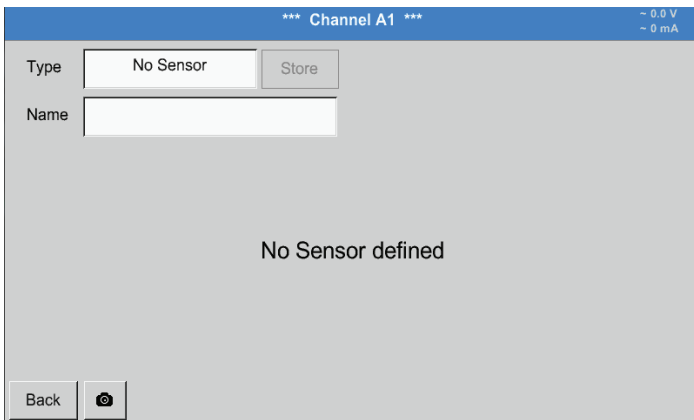 *** Channel A1 ***
~ 0.0 V
~ 0 mA
Type No Sensor Store
Name
No Sensor defined
Back